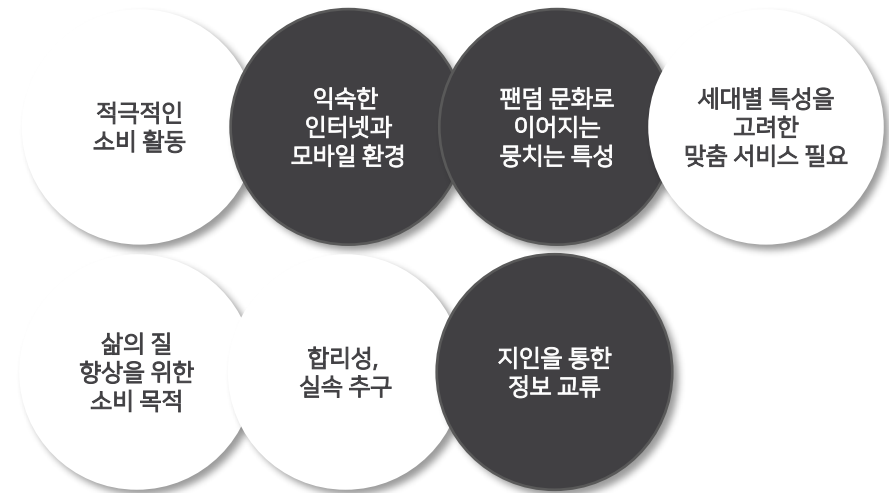 적극적인
소비 활동
익숙한
인터넷과
모바일 환경
팬덤 문화로
이어지는
뭉치는 특성
세대별 특성을
고려한
맞춤 서비스 필요
삶의 질
향상을 위한
소비 목적
합리성,
실속 추구
지인을 통한
정보 교류